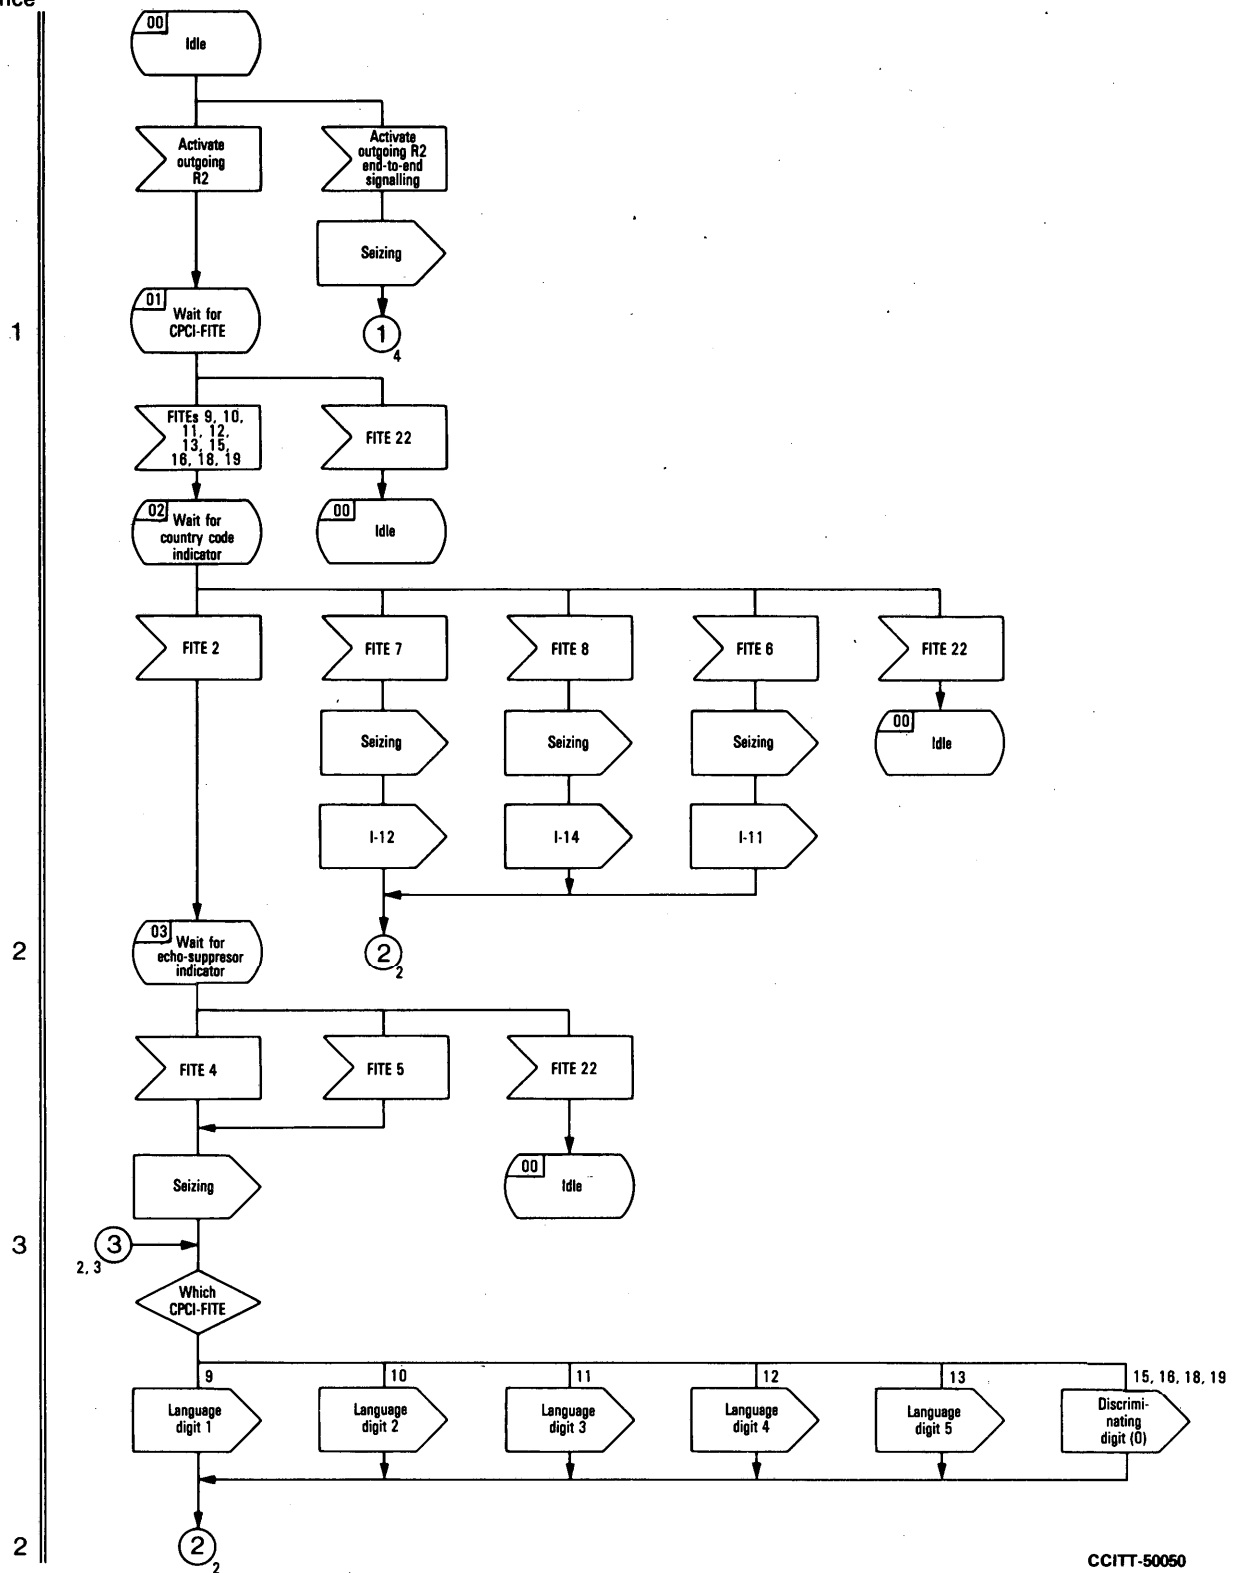 nce
00
Idle
Activate
outgoing
R2
Activate
outgoing R2
end-to-end
signalling
Seizing
01
Wait for
CPCI-FITE
1
1
4
FITEs 9, 10,
11, 12,
13, 15,
16, 18, 19
FITE 22
02
Wait for
country code
indicator
00
Idle
FITE 2
FITE 7
FITE 8
FITE 6
FITE 22
Seizing
Seizing
Seizing
00
Idle
I-12
I-14
I-11
2
03
Wait for
echo-suppresor
indicator
2
2
FITE 4
FITE 5
FITE 22
Seizing
00
Idle
3
3
2, 3
Which
CPCI-FITE
9
10
11
12
13
15, 16, 18, 19
Language
digit 1
Language
digit 2
Language
digit 3
Language
digit 4
Language
digit 5
Discrimi-
nating
digit (0)
2
2
2
CCITT-50050